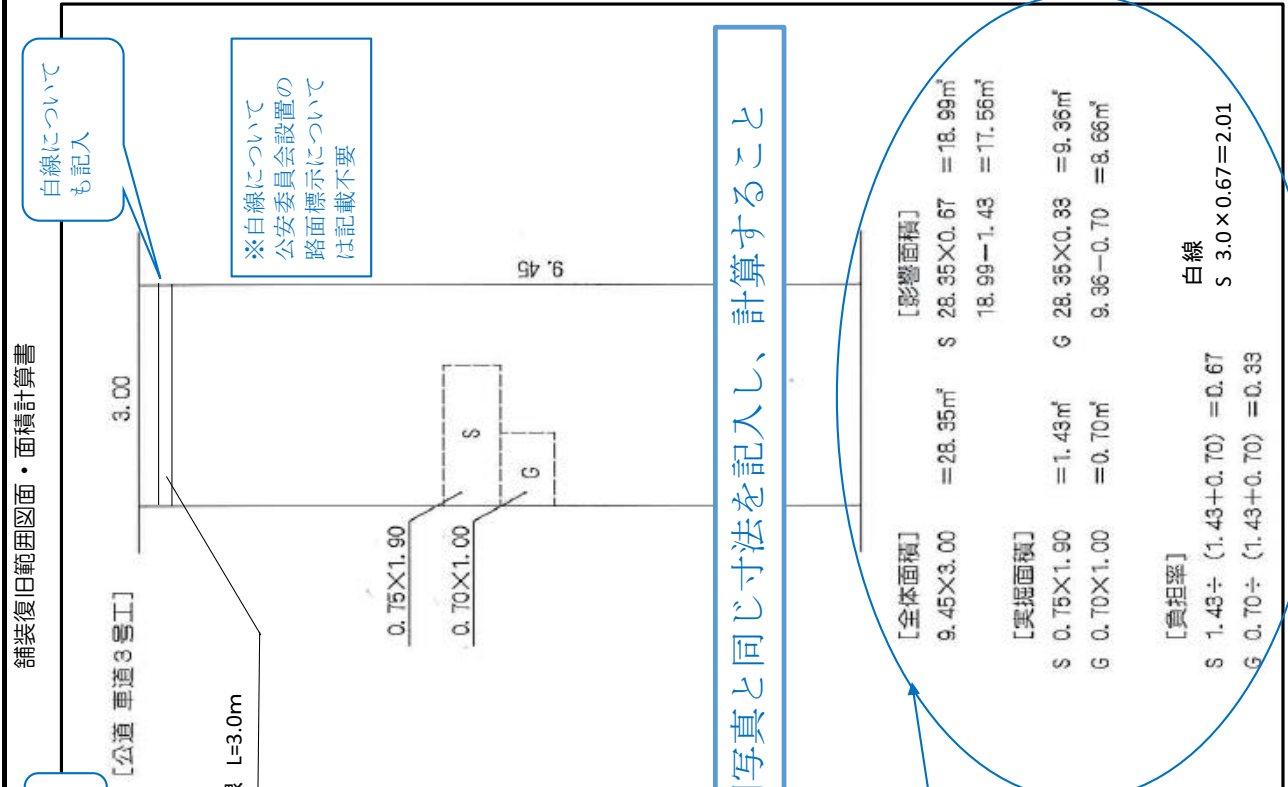 舗装復旧範囲図面・面積計算書
白線について
も記入
※白線について
公安委員会設置の
路面標示について
は記載不要
[公道 車道3号工]
3.00
L=3.0m
9.45
S
G
0.75×1.90
0.70×1.00
写真と同じ寸法を記入し、計算すること
[全体面積]
9.45×3.00 =28.35㎡
[実掘面積]
S 0.75×1.90 =1.43㎡
G 0.70×1.00 =0.70㎡
[負担率]
S 1.43÷ (1.43+0.70) =0.67
G 0.70÷ (1.43+0.70) =0.33
[影響面積]
S 28.35×0.67 =18.99㎡
18.99−1.43 =17.56㎡
G 28.35×0.33 =9.36㎡
9.36−0.70 =8.66㎡
白線
S 3.0×0.67=2.01